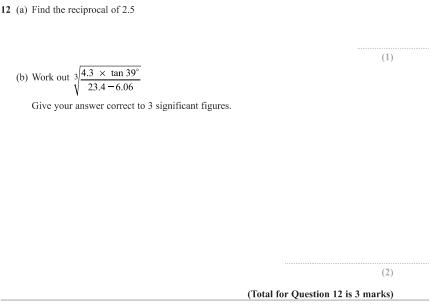 12 (a) Find the reciprocal of 2.5
(1)
(b) Work out ∛((4.3 × tan 39°)/(23.4 − 6.06))
Give your answer correct to 3 significant figures.
(2)
(Total for Question 12 is 3 marks)